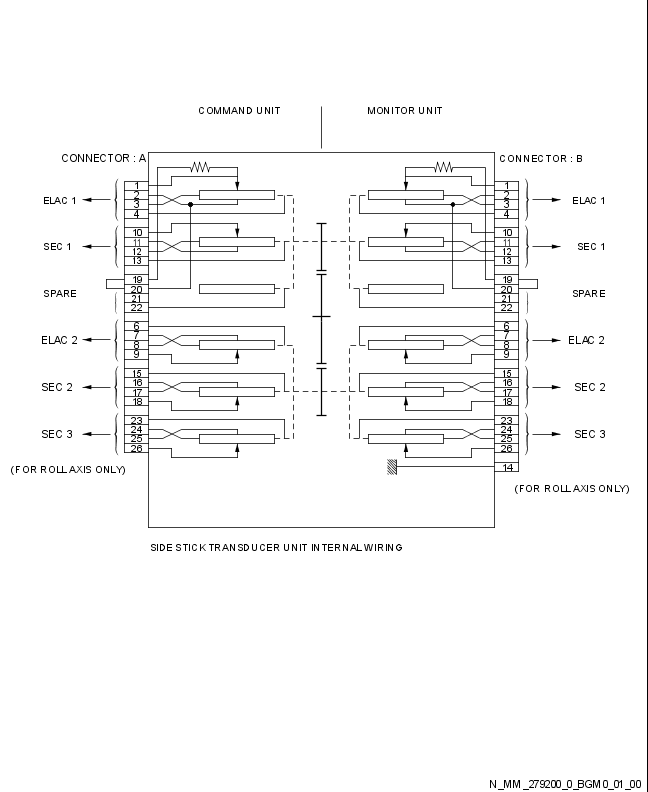 COMMAND UNIT
MONITOR UNIT
CONNECTOR : A
CONNECTOR : B
ELAC 1
1
2
3
4
1
2
3
4
ELAC 1
SEC 1
10
11
12
13
10
11
12
13
SEC 1
SPARE
19
20
21
22
19
20
21
22
SPARE
ELAC 2
6
7
8
9
6
7
8
9
ELAC 2
SEC 2
15
16
17
18
15
16
17
18
SEC 2
SEC 3
23
24
25
26
23
24
25
26
SEC 3
14
(FOR ROLL AXIS ONLY)
(FOR ROLL AXIS ONLY)
SIDE STICK TRANSDUCER UNIT INTERNAL WIRING
N_MM_279200_0_BGM0_01_00